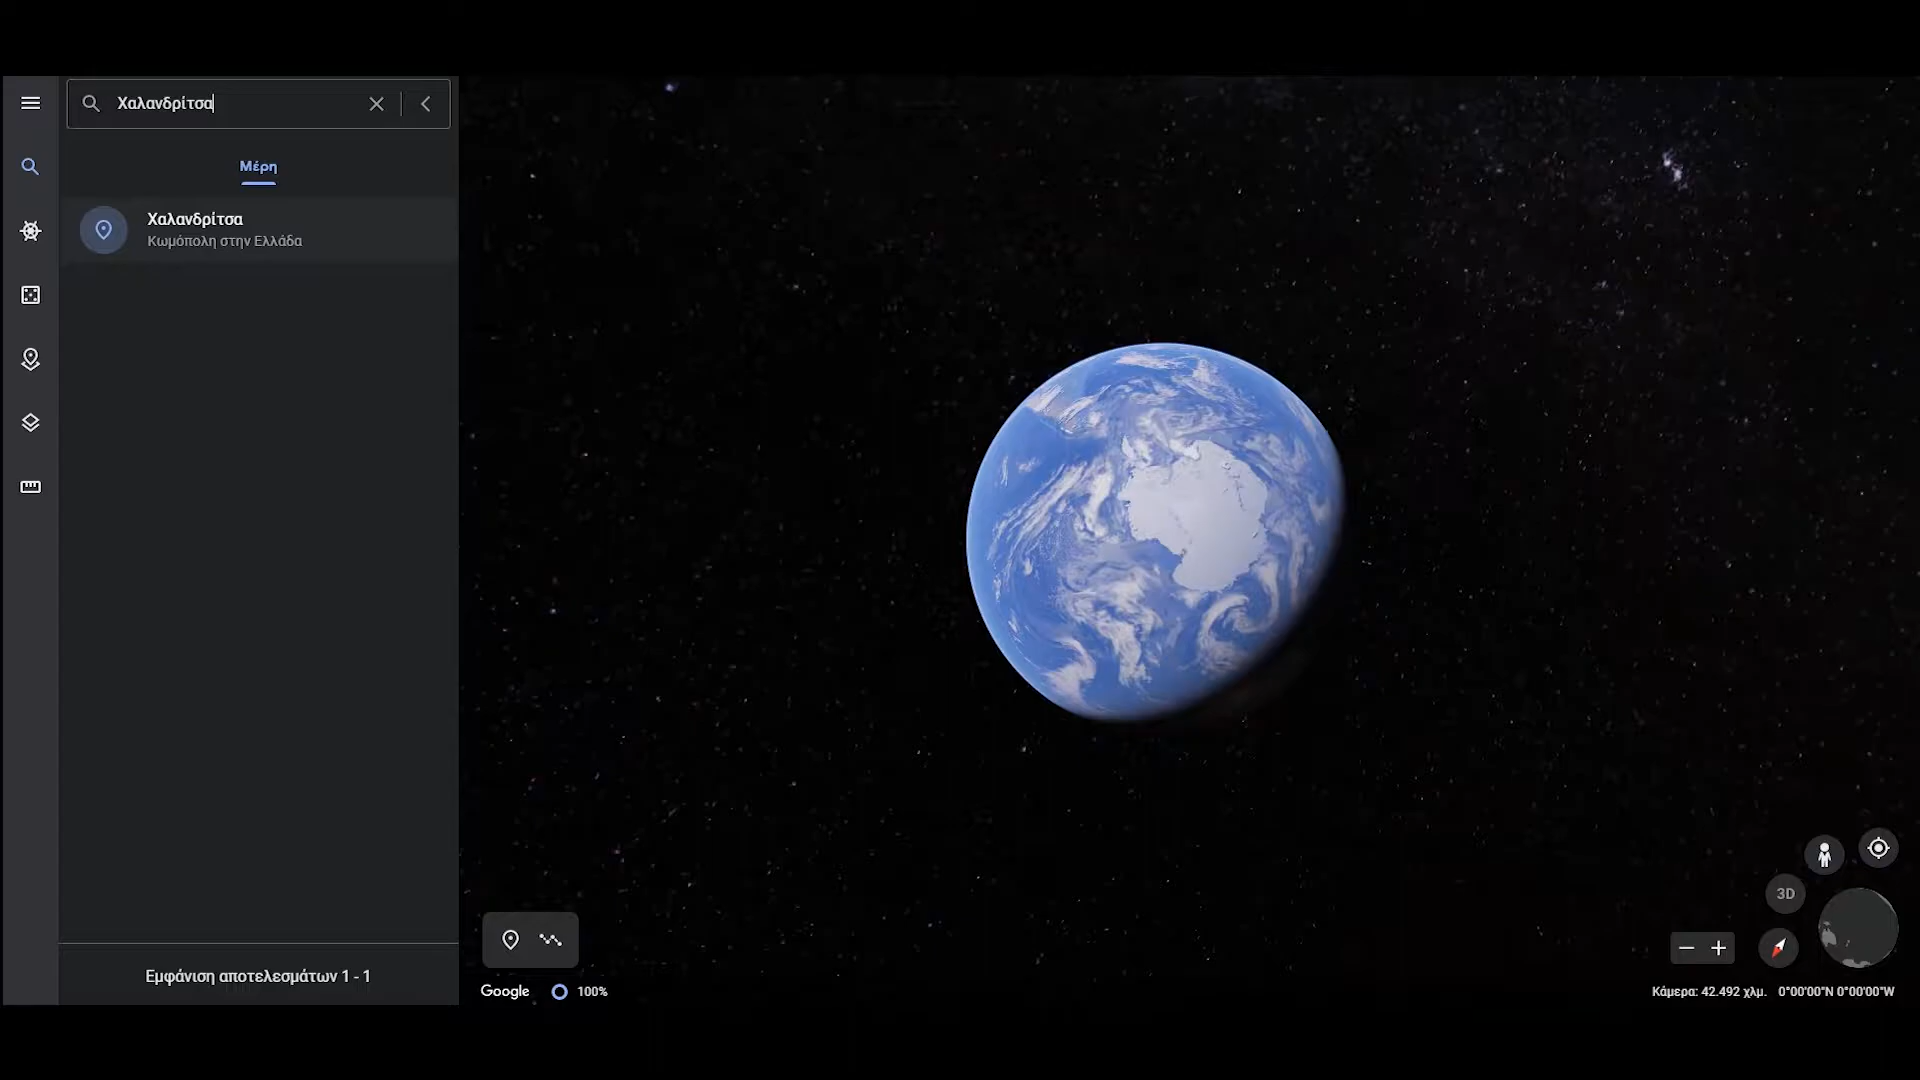 Χαλανδρίτσα
Μέρη
Χαλανδρίτσα
Κωμόπολη στην Ελλάδα
Εμφάνιση αποτελεσμάτων 1 - 1
3D
Google 100%
Κάμερα: 42.492 χλμ. 0°00'00"N 0°00'00"W